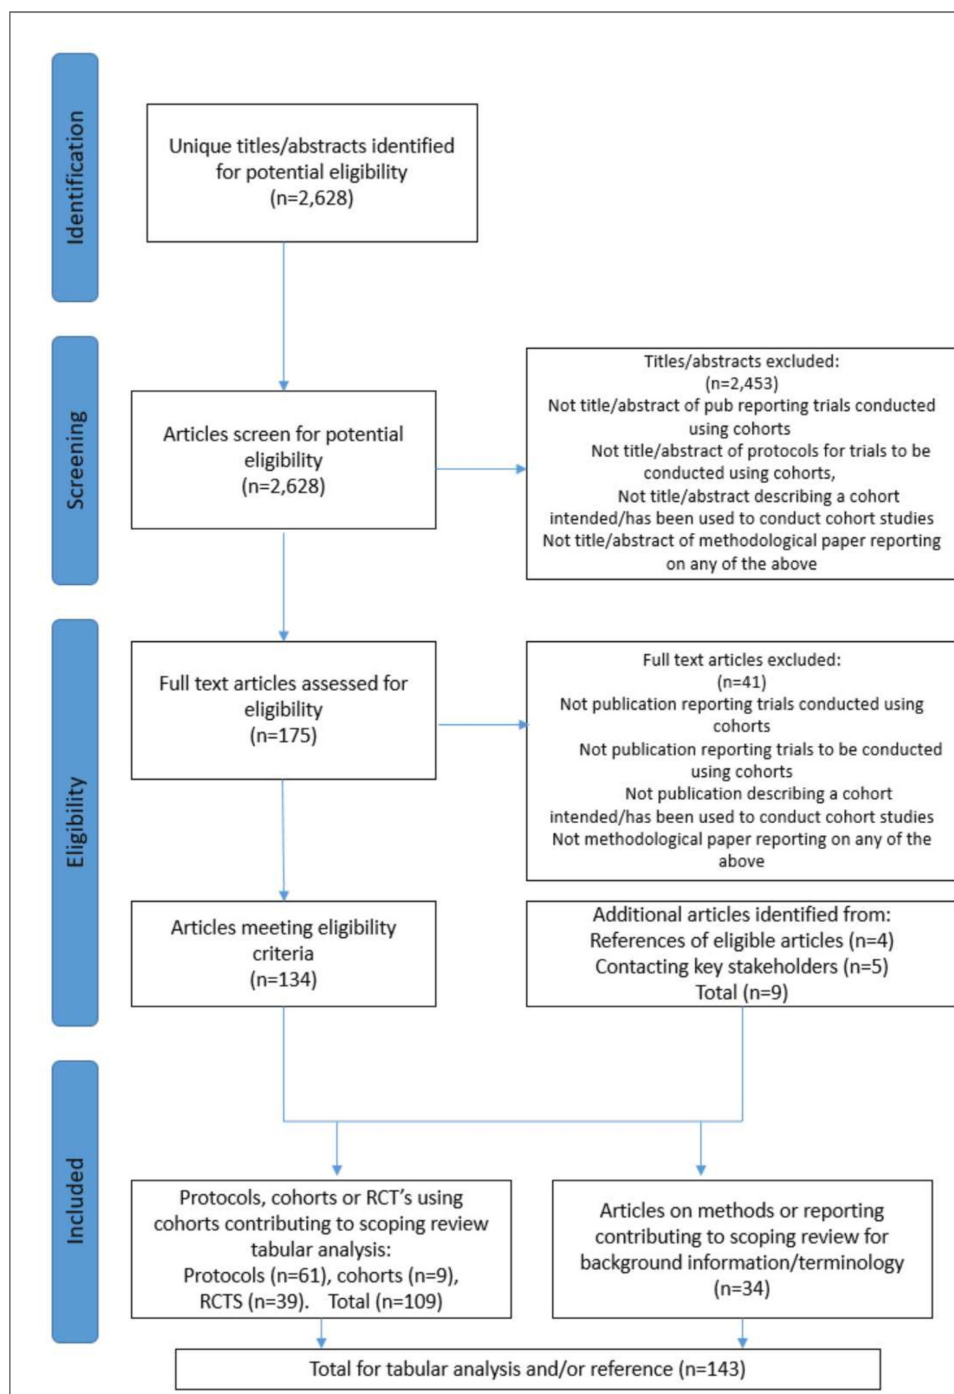 Identification
Unique titles/abstracts identified
for potential eligibility
(n=2,628)
Screening
Articles screen for potential
eligibility
(n=2,628)
Titles/abstracts excluded:
(n=2,453)
Not title/abstract of pub reporting trials conducted
using cohorts
Not title/abstract of protocols for trials to be
conducted using cohorts,
Not title/abstract describing a cohort
intended/has been used to conduct cohort studies
Not title/abstract of methodological paper reporting
on any of the above
Eligibility
Full text articles assessed for
eligibility
(n=175)
Full text articles excluded:
(n=41)
Not publication reporting trials conducted using
cohorts
Not publication reporting trials to be conducted
using cohorts
Not publication describing a cohort
intended/has been used to conduct cohort studies
Not methodological paper reporting on any of the
above
Articles meeting eligibility
criteria
(n=134)
Additional articles identified from:
References of eligible articles (n=4)
Contacting key stakeholders (n=5)
Total (n=9)
Included
Protocols, cohorts or RCT's using
cohorts contributing to scoping review
tabular analysis:
Protocols (n=61), cohorts (n=9),
RCTS (n=39). Total (n=109)
Articles on methods or reporting
contributing to scoping review for
background information/terminology
(n=34)
Total for tabular analysis and/or reference (n=143)